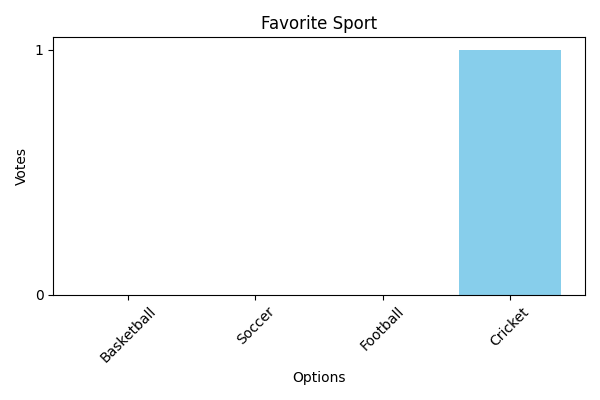 Favorite Sport
1
Votes
0
Basketball
Soccer
Football
Cricket
Options